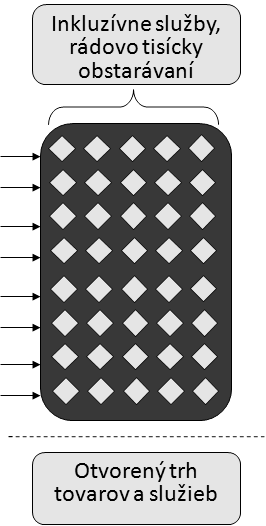 Inkluzívne služby,
rádovo tisícky
obstarávaní
Otvorený trh
tovarov a služieb